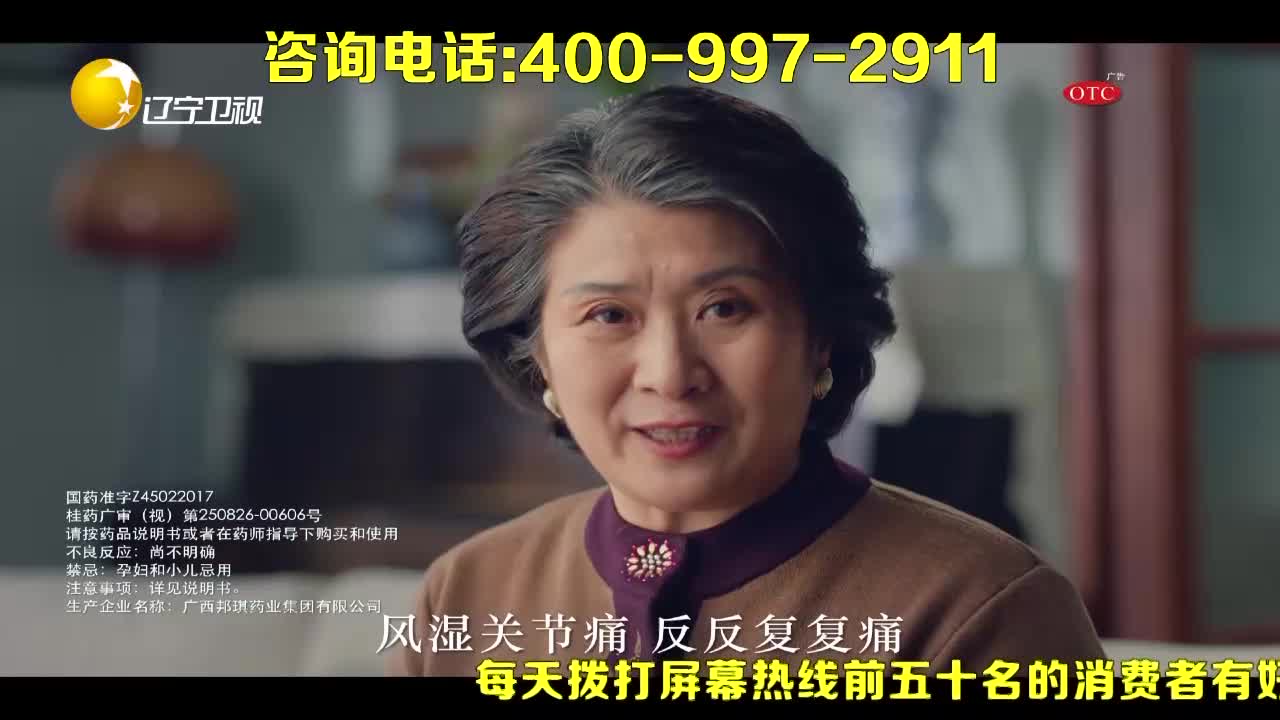 咨询电话:400-997-2911
辽宁卫视
广告
OTC
国药准字Z45022017
桂药广审（视）第250826-00606号
请按药品说明书或者在药师指导下购买和使用
不良反应：尚不明确
禁忌：孕妇和小儿忌用
注意事项：详见说明书。
生产企业名称：广西邦琪药业集团有限公司
风湿关节痛 反反复复痛
每天拨打屏幕热线前五十名的消费者有好